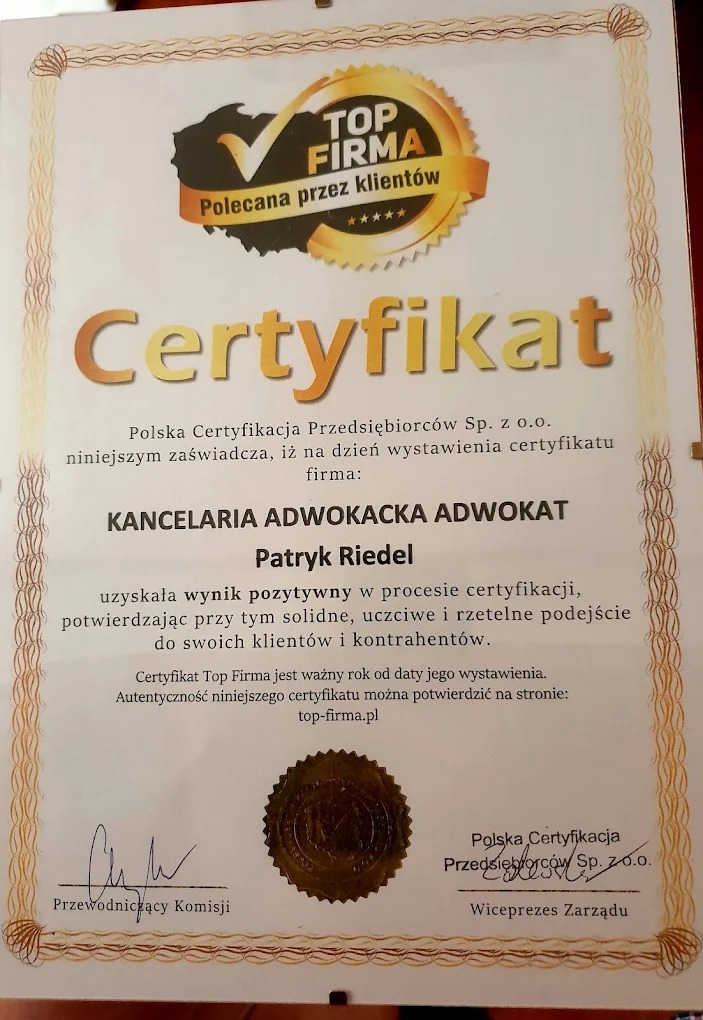 TOP
FIRMA
Polecana przez klientów
Certyfikat
Polska Certyfikacja Przedsiębiorców Sp. z o.o.
niniejszym zaświadcza, iż na dzień wystawienia certyfikatu
firma:
KANCELARIA ADWOKACKA ADWOKAT
Patryk Riedel
uzyskała wynik pozytywny w procesie certyfikacji,
potwierdzając przy tym solidne, uczciwe i rzetelne podejście
do swoich klientów i kontrahentów.
Certyfikat Top Firma jest ważny rok od daty jego wystawienia.
Autentyczność niniejszego certyfikatu można potwierdzić na stronie:
top-firma.pl
Przewodniczący Komisji
Polska Certyfikacja
Przedsiębiorców Sp. z o.o.
Wiceprezes Zarządu